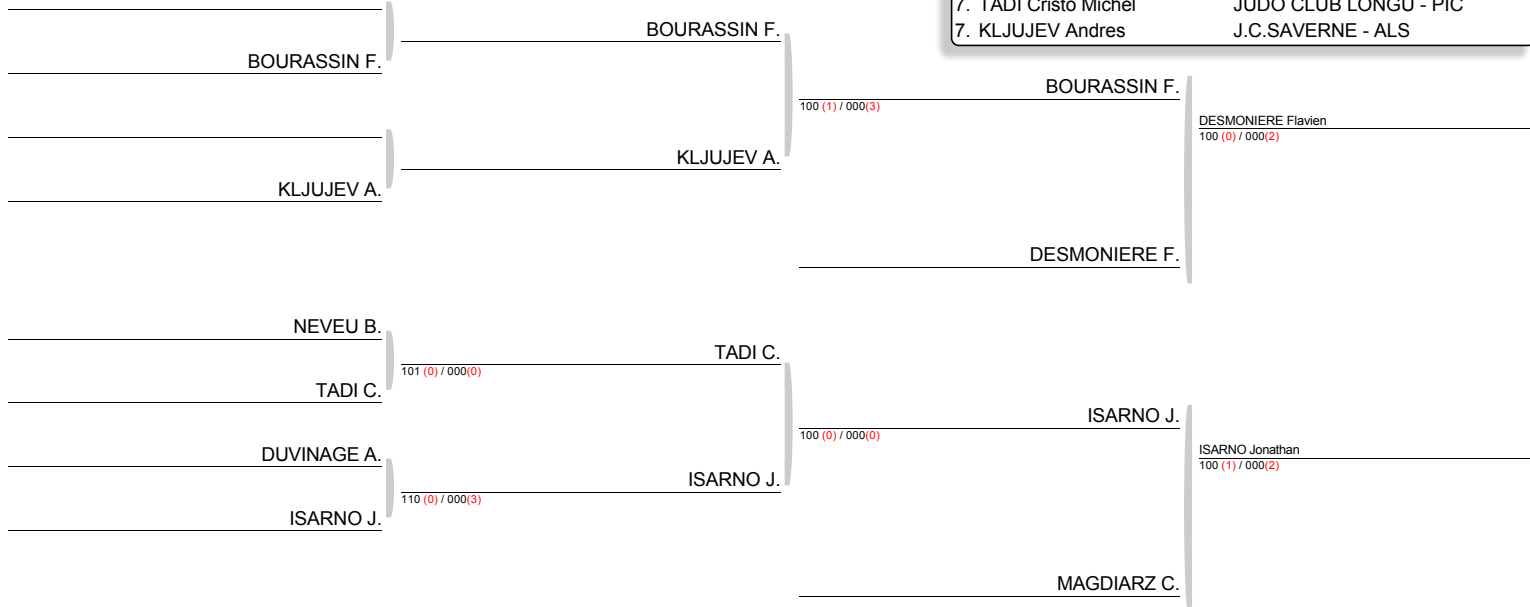 7. TADI Cristo Michel JUDO CLUB LONGU - PIC
7. KLJUJEV Andres J.C.SAVERNE - ALS
BOURASSIN F.
BOURASSIN F.
BOURASSIN F.
100 (1) / 000(3)
DESMONIERE Flavien
100 (0) / 000(2)
KLJUJEV A.
KLJUJEV A.
DESMONIERE F.
NEVEU B.
TADI C.
101 (0) / 000(0)
TADI C.
ISARNO J.
100 (0) / 000(0)
DUVINAGE A.
ISARNO Jonathan
100 (1) / 000(2)
ISARNO J.
110 (0) / 000(3)
ISARNO J.
MAGDIARZ C.